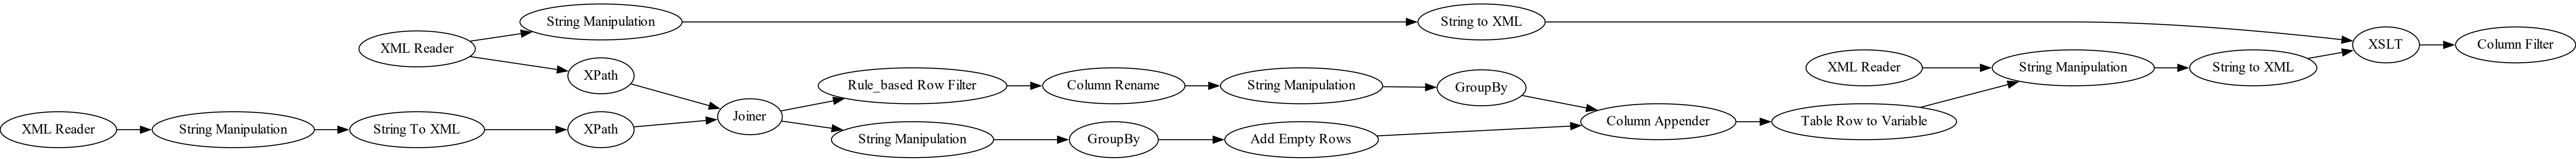 String Manipulation
String to XML
XML Reader
XSLT
Column Filter
XPath
XML Reader
String Manipulation
String to XML
Rule_based Row Filter
Column Rename
String Manipulation
GroupBy
Joiner
Column Appender
Table Row to Variable
XML Reader
String Manipulation
String To XML
XPath
String Manipulation
GroupBy
Add Empty Rows